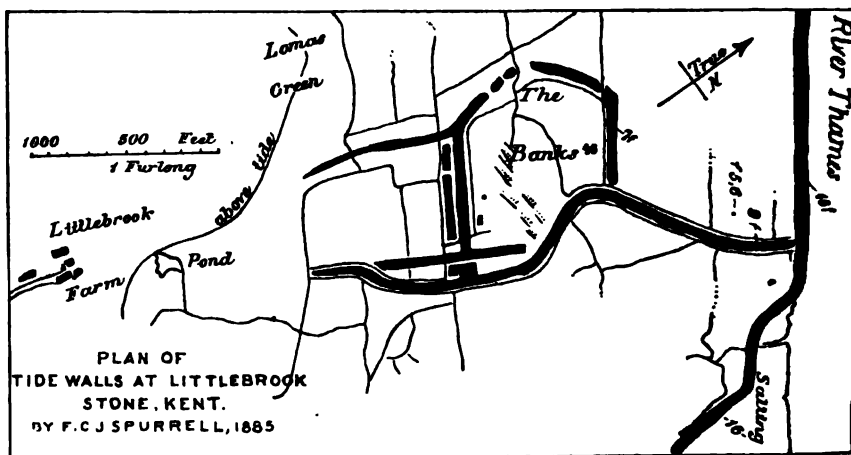 Lomas
Green
above tide
1000 500 Feet
1 Furlong
Littlebrook
Farm
Pond
The
Banks
True
N
River Thames
Salting
PLAN OF
TIDE WALLS AT LITTLEBROOK
STONE, KENT.
BY F.C.J SPURRELL, 1885